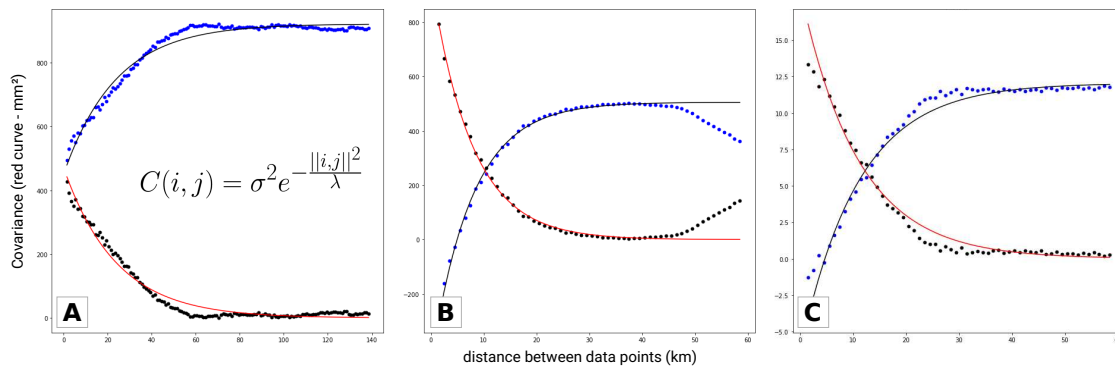 Covariance (red curve - mm²)
800
600
400
200
0
C(i, j) = σ²e^{-\frac{||i,j||^2}{λ}}
A
0 20 40 60 80 100 120 140
800
600
400
200
0
−200
B
0 10 20 30 40 50 60
15.0
12.5
10.0
7.5
5.0
2.5
0.0
−2.5
−5.0
C
0 10 20 30 40 50
distance between data points (km)